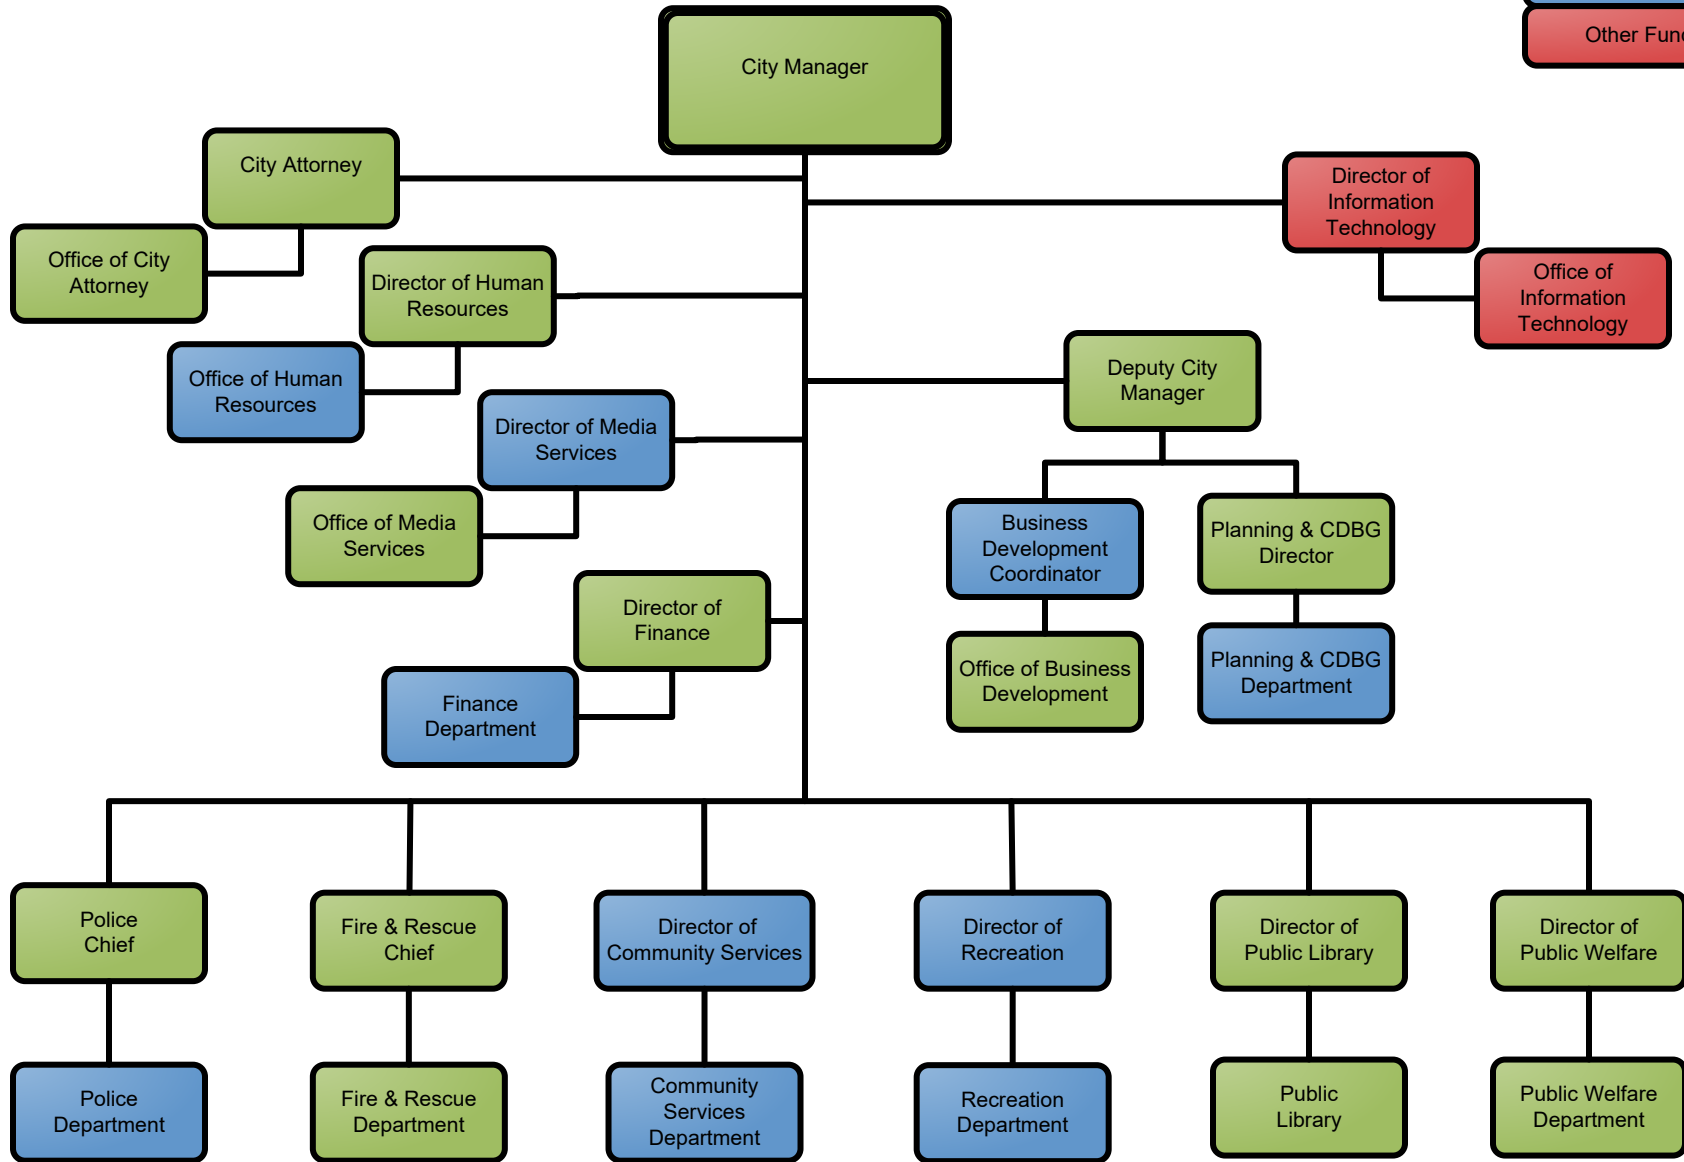 City Manager
Other
City Attorney
Director of
Information
Technology
Office of City
Attorney
Director of Human
Resources
Office of
Information
Technology
Office of Human
Resources
Deputy City
Manager
Director of Media
Services
Office of Media
Services
Business
Development
Coordinator
Planning & CDBG
Director
Director of
Finance
Office of Business
Development
Planning & CDBG
Department
Finance
Department
Police
Chief
Fire & Rescue
Chief
Director of
Community Services
Director of
Recreation
Director of
Public Library
Director of
Public Welfare
Police
Department
Fire & Rescue
Department
Community
Services
Department
Recreation
Department
Public
Library
Public Welfare
Department